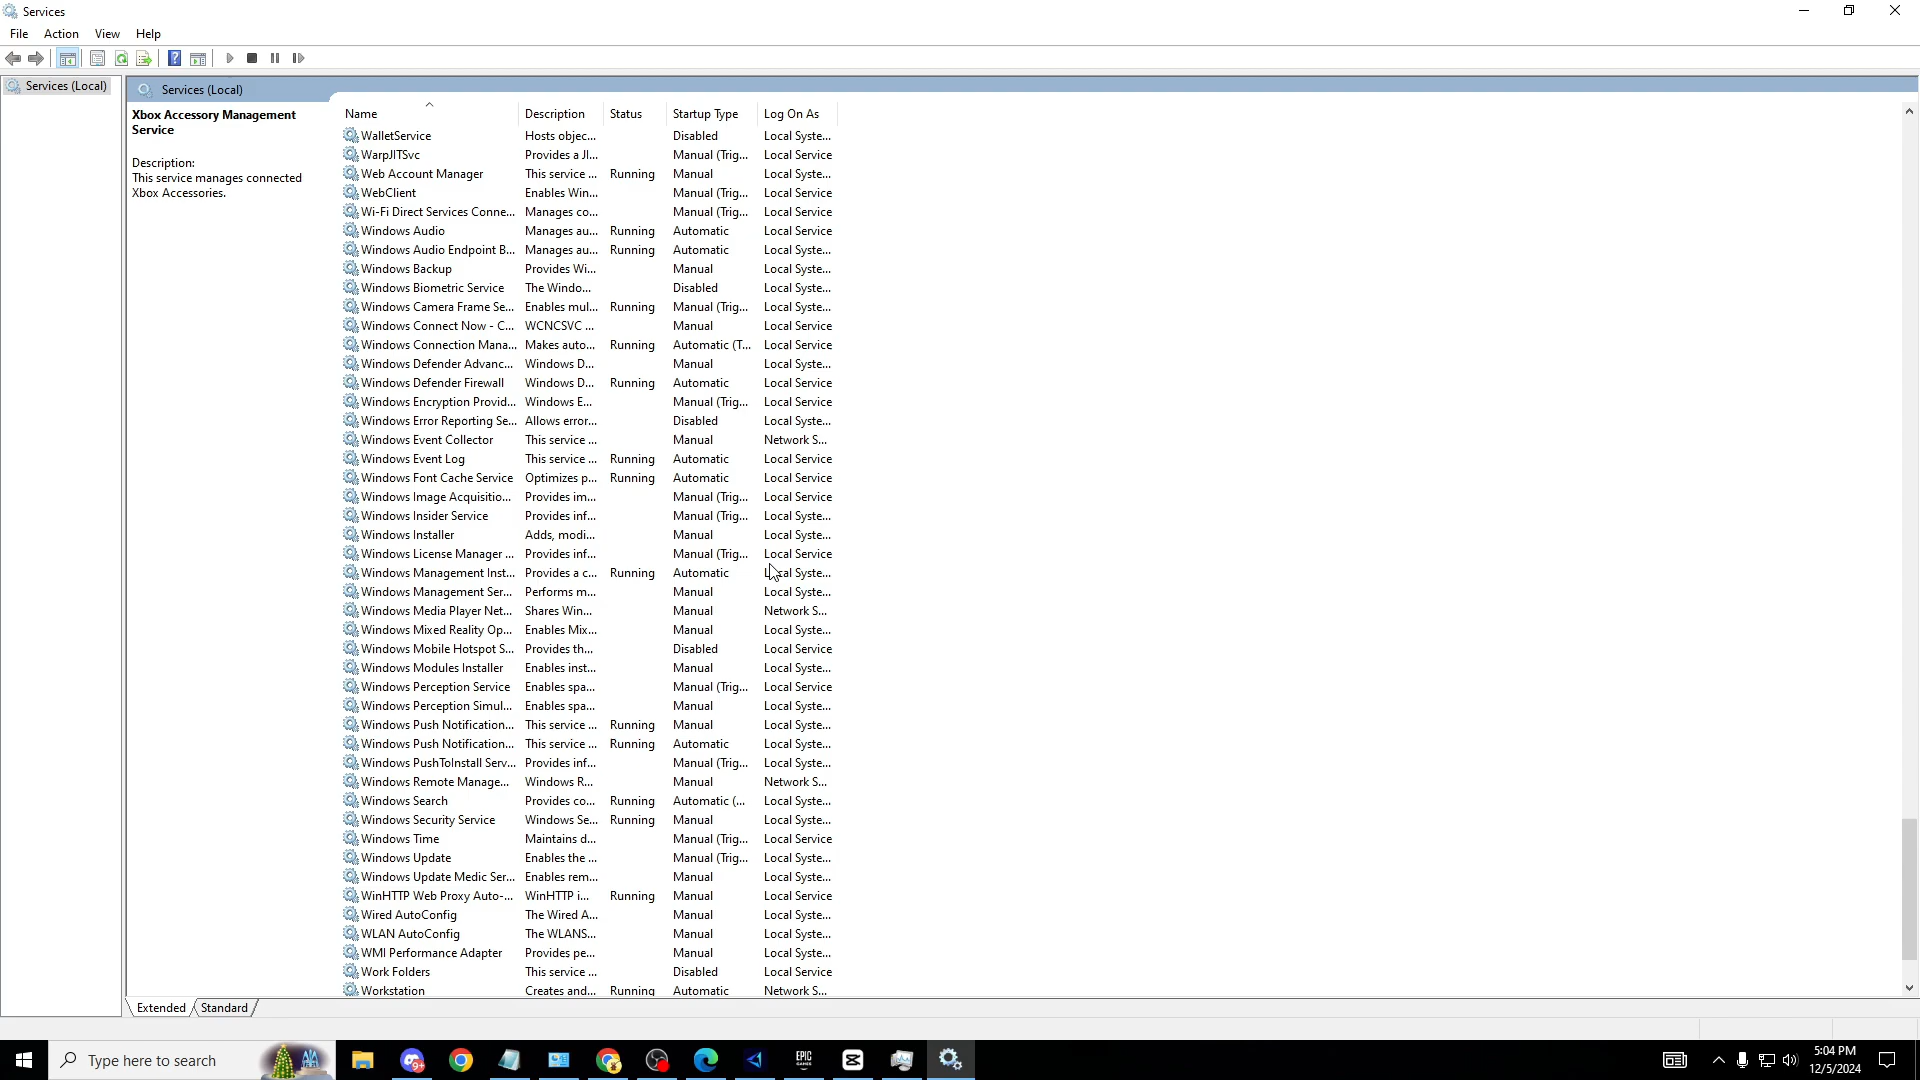 Services
File Action View Help
Services (Local)
Services (Local)
Xbox Accessory Management
Service
Description:
This service manages connected
Xbox Accessories.
Name Description Status Startup Type Log On As
WalletService Hosts objec... Disabled Local Syste...
WarpJITSvc Provides a JI... Manual (Trig... Local Service
Web Account Manager This service ... Running Manual Local Syste...
WebClient Enables Win... Manual (Trig... Local Service
Wi-Fi Direct Services Conne... Manages co... Manual (Trig... Local Service
Windows Audio Manages au... Running Automatic Local Service
Windows Audio Endpoint B... Manages au... Running Automatic Local Syste...
Windows Backup Provides Wi... Manual Local Syste...
Windows Biometric Service The Windo... Disabled Local Syste...
Windows Camera Frame Se... Enables mul... Running Manual (Trig... Local Syste...
Windows Connect Now - C... WCNCSVC ... Manual Local Service
Windows Connection Mana... Makes auto... Running Automatic (T... Local Service
Windows Defender Advanc... Windows D... Manual Local Syste...
Windows Defender Firewall Windows D... Running Automatic Local Service
Windows Encryption Provid... Windows E... Manual (Trig... Local Service
Windows Error Reporting Se... Allows error... Disabled Local Syste...
Windows Event Collector This service ... Manual Network S...
Windows Event Log This service ... Running Automatic Local Service
Windows Font Cache Service Optimizes p... Running Automatic Local Service
Windows Image Acquisitio... Provides im... Manual (Trig... Local Service
Windows Insider Service Provides inf... Manual (Trig... Local Syste...
Windows Installer Adds, modi... Manual Local Syste...
Windows License Manager ... Provides inf... Manual (Trig... Local Service
Windows Management Inst... Provides a c... Running Automatic Local Syste...
Windows Management Ser... Performs m... Manual Local Syste...
Windows Media Player Net... Shares Win... Manual Network S...
Windows Mixed Reality Op... Enables Mix... Manual Local Syste...
Windows Mobile Hotspot S... Provides th... Disabled Local Service
Windows Modules Installer Enables inst... Manual Local Syste...
Windows Perception Service Enables spa... Manual (Trig... Local Service
Windows Perception Simul... Enables spa... Manual Local Syste...
Windows Push Notification... This service ... Running Manual Local Syste...
Windows Push Notification... This service ... Running Automatic Local Syste...
Windows PushToInstall Serv... Provides inf... Manual (Trig... Local Syste...
Windows Remote Manage... Windows R... Manual Network S...
Windows Search Provides co... Running Automatic (... Local Syste...
Windows Security Service Windows Se... Running Manual Local Syste...
Windows Time Maintains d... Manual (Trig... Local Service
Windows Update Enables the ... Manual (Trig... Local Syste...
Windows Update Medic Ser... Enables rem... Manual Local Syste...
WinHTTP Web Proxy Auto-... WinHTTP i... Running Manual Local Service
Wired AutoConfig The Wired A... Manual Local Syste...
WLAN AutoConfig The WLANS... Manual Local Syste...
WMI Performance Adapter Provides pe... Manual Local Syste...
Work Folders This service ... Disabled Local Service
Workstation Creates and... Running Automatic Network S...
Extended Standard
Type here to search
EPIC
GAMES
5:04 PM
12/5/2024